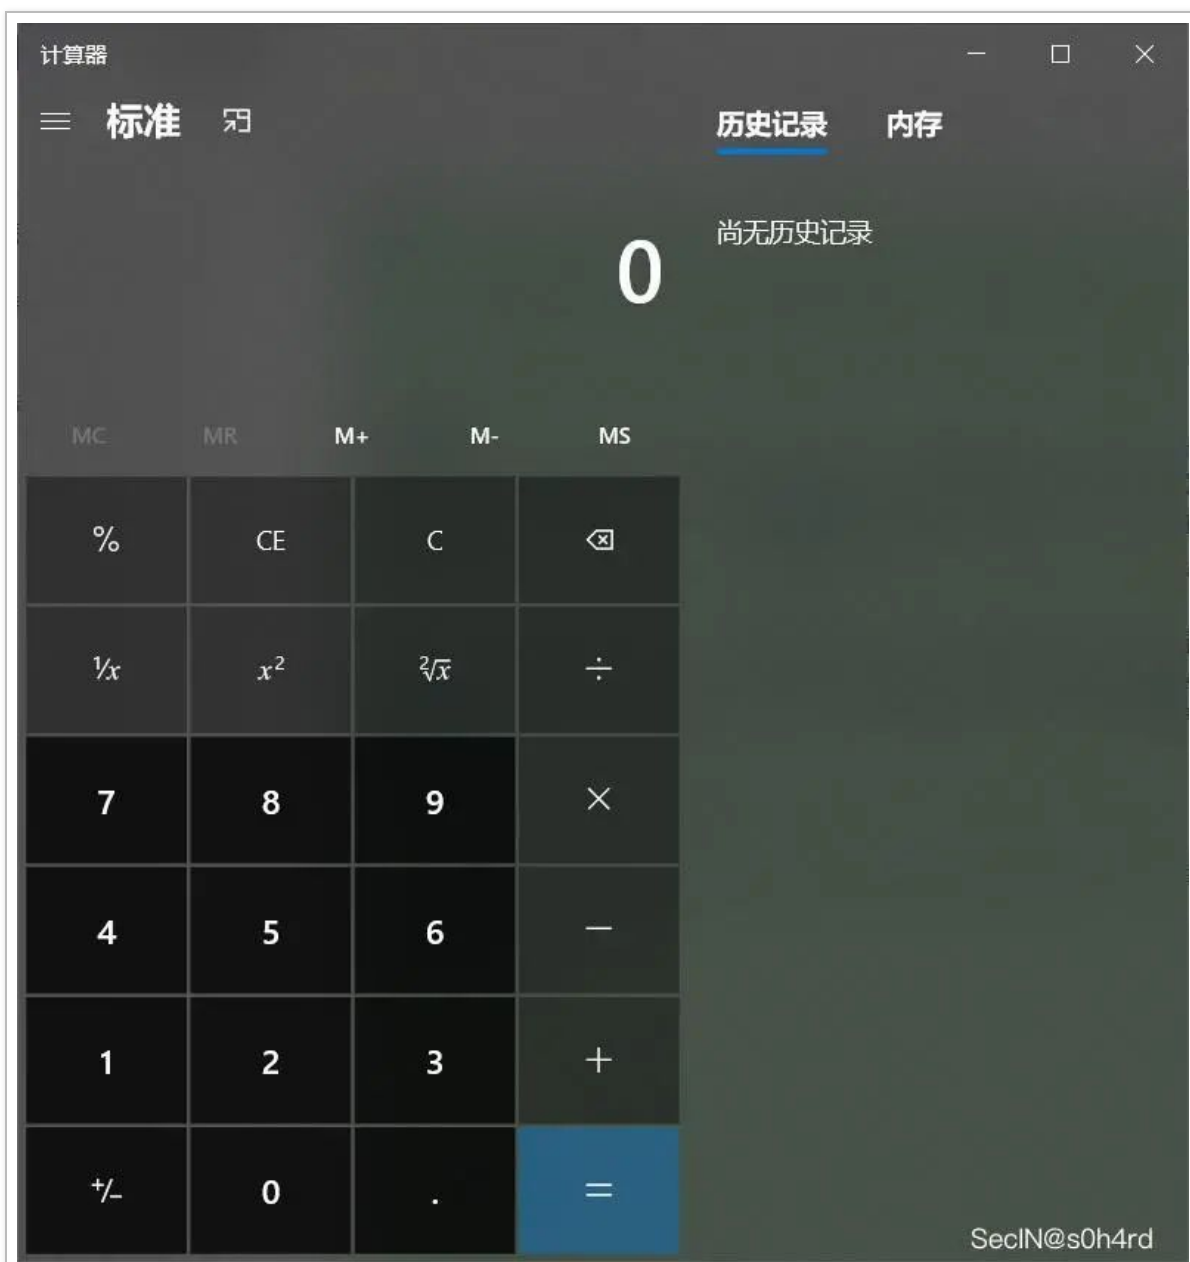 计算器
标准
历史记录 内存
尚无历史记录
0
MC MR M+ M- MS
% CE C
⅟x x² ²√x ÷
7 8 9 ×
4 5 6 −
1 2 3 +
+/− 0 . =
SecIN@s0h4rd